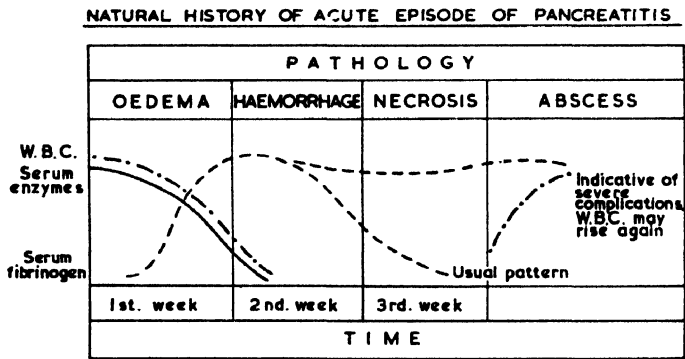 NATURAL HISTORY OF ACUTE EPISODE OF PANCREATITIS
PATHOLOGY
OEDEMA HAEMORRHAGE NECROSIS ABSCESS
W.B.C.
Serum
enzymes
Indicative of
severe
complications
W.B.C. may
rise again
Serum
fibrinogen
Usual pattern
1st. week 2nd. week 3rd. week
TIME